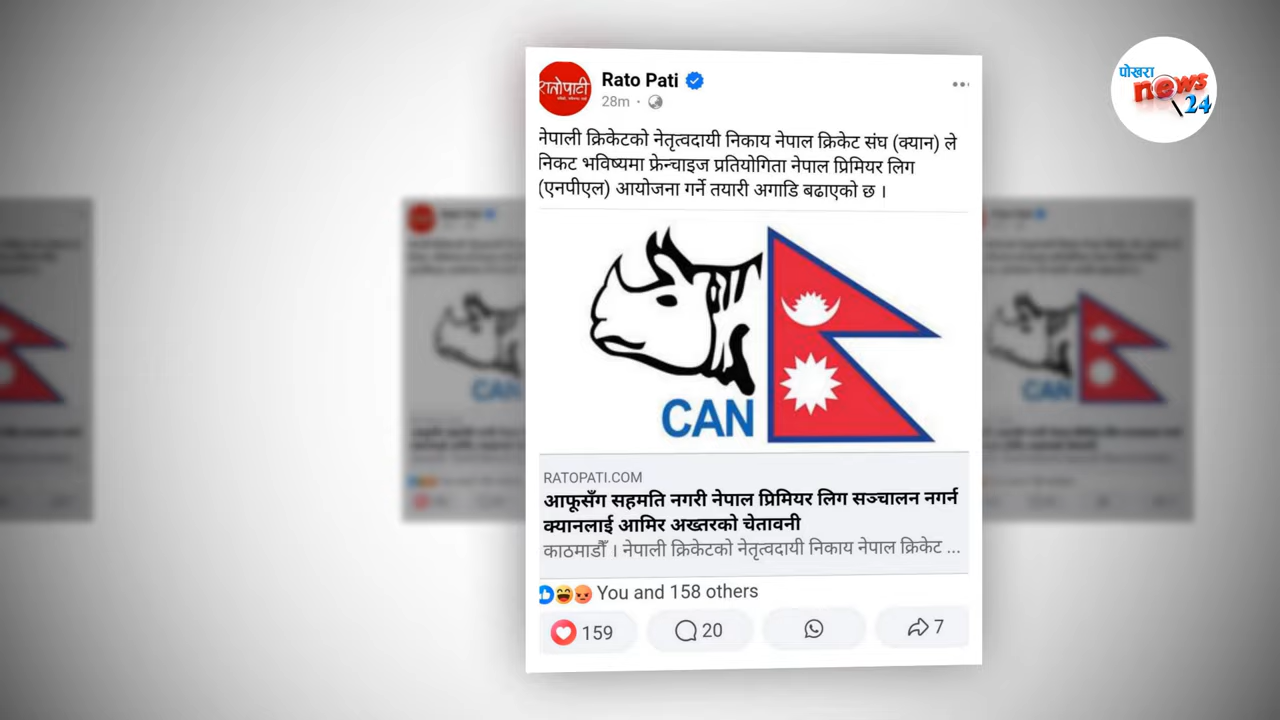 पोखरा
news
24
रातोपाटी
Rato Pati
28m ·
नेपाली क्रिकेटको नेतृत्वदायी निकाय नेपाल क्रिकेट संघ (क्यान) ले
निकट भविष्यमा फ्रेन्चाइज प्रतियोगिता नेपाल प्रिमियर लिग
(एनपीएल) आयोजना गर्ने तयारी अगाडि बढाएको छ ।
CAN
RATOPATI.COM
आफूसँग सहमति नगरी नेपाल प्रिमियर लिग सञ्चालन नगर्न
क्यानलाई आमिर अख्तरको चेतावनी
काठमाडौँ । नेपाली क्रिकेटको नेतृत्वदायी निकाय नेपाल क्रिकेट ...
You and 158 others
159
20
7
CAN
CAN